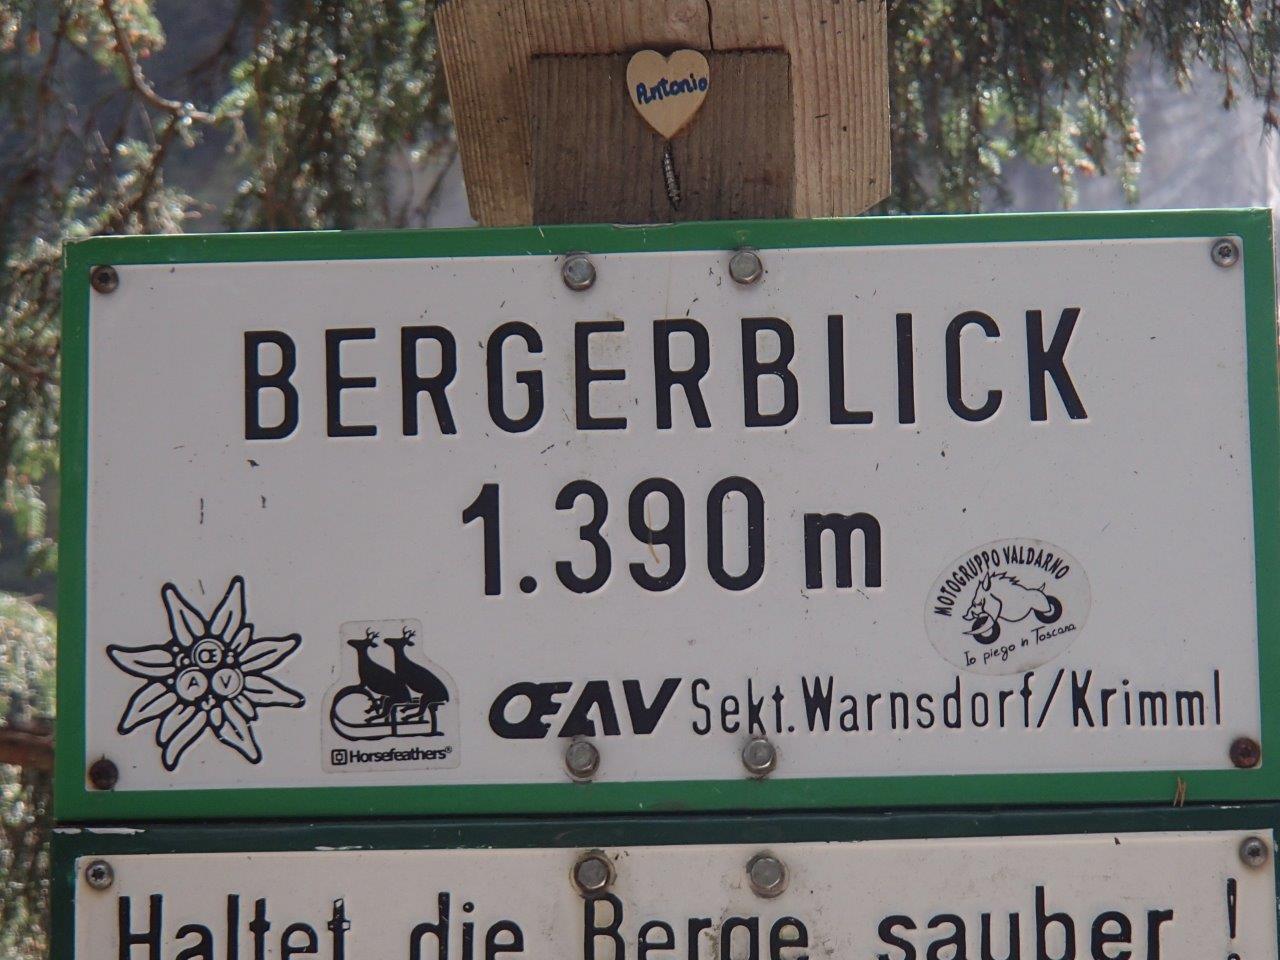 Antonio
BERGERBLICK
1.390 m
MOTOGRUPPO VALDARNO
Io piego in Toscana
Œ
A V
Horsefeathers®
ŒAV Sekt.Warnsdorf/Krimml
Haltet die Berge sauber !